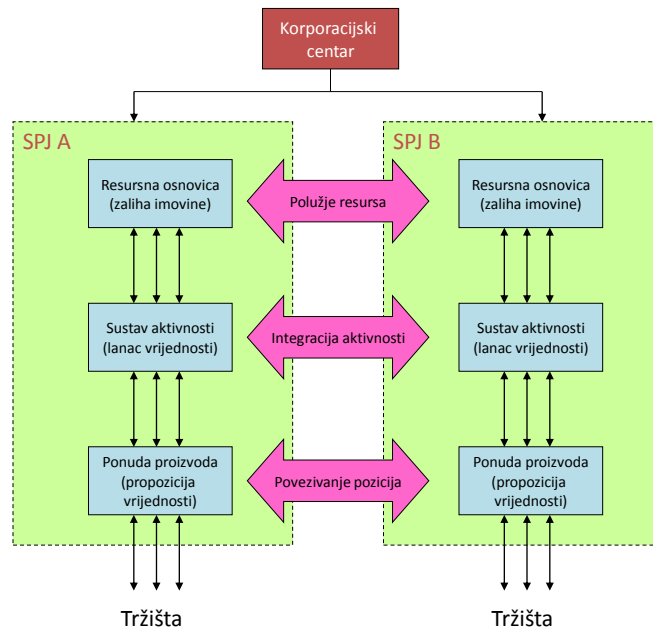 Korporacijski
centar
SPJ A
SPJ B
Resursna osnovica
(zaliha imovine)
Polužje resursa
Resursna osnovica
(zaliha imovine)
Sustav aktivnosti
(lanac vrijednosti)
Integracija aktivnosti
Sustav aktivnosti
(lanac vrijednosti)
Ponuda proizvoda
(propozicija
vrijednosti)
Povezivanje pozicija
Ponuda proizvoda
(propozicija
vrijednosti)
Tržišta
Tržišta